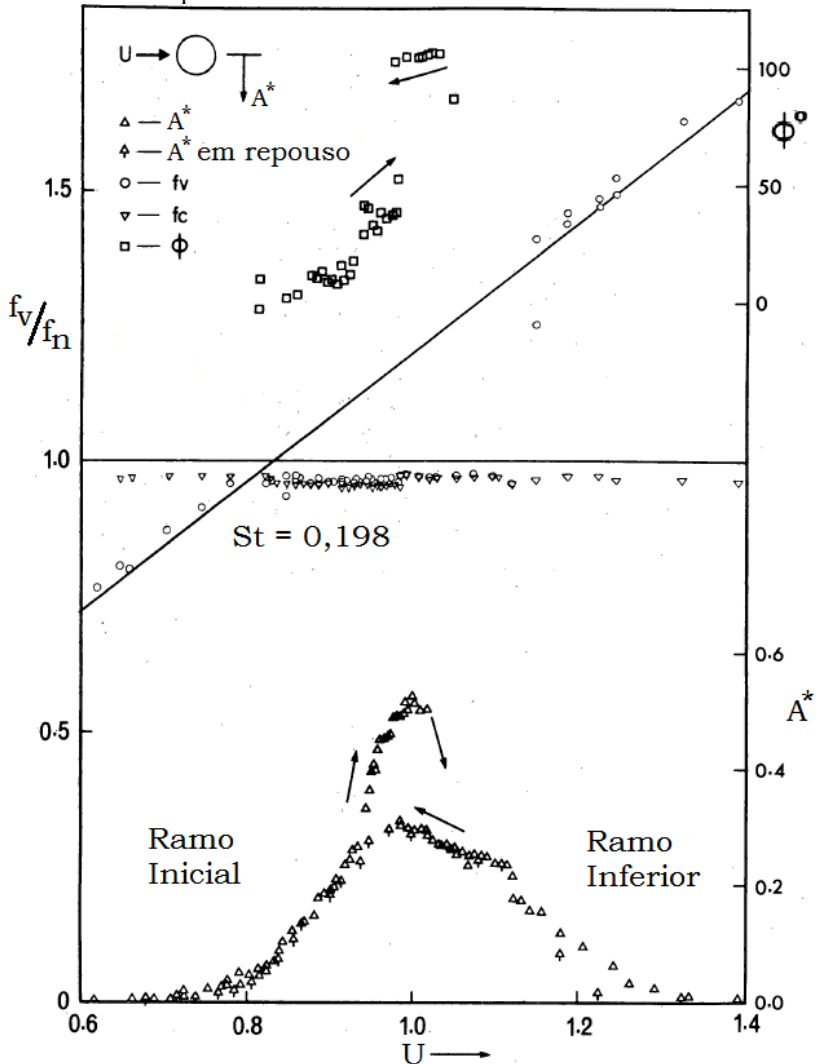 U
A*
A*
A* em repouso
fv
fc
Φ
100
Φ°
50
0
1.5
fv/fn
1.0
St = 0,198
0.6
A*
0.5
0.4
Ramo
Inicial
Ramo
Inferior
0.2
0
0.0
0.6
0.8
1.0
1.2
1.4
U